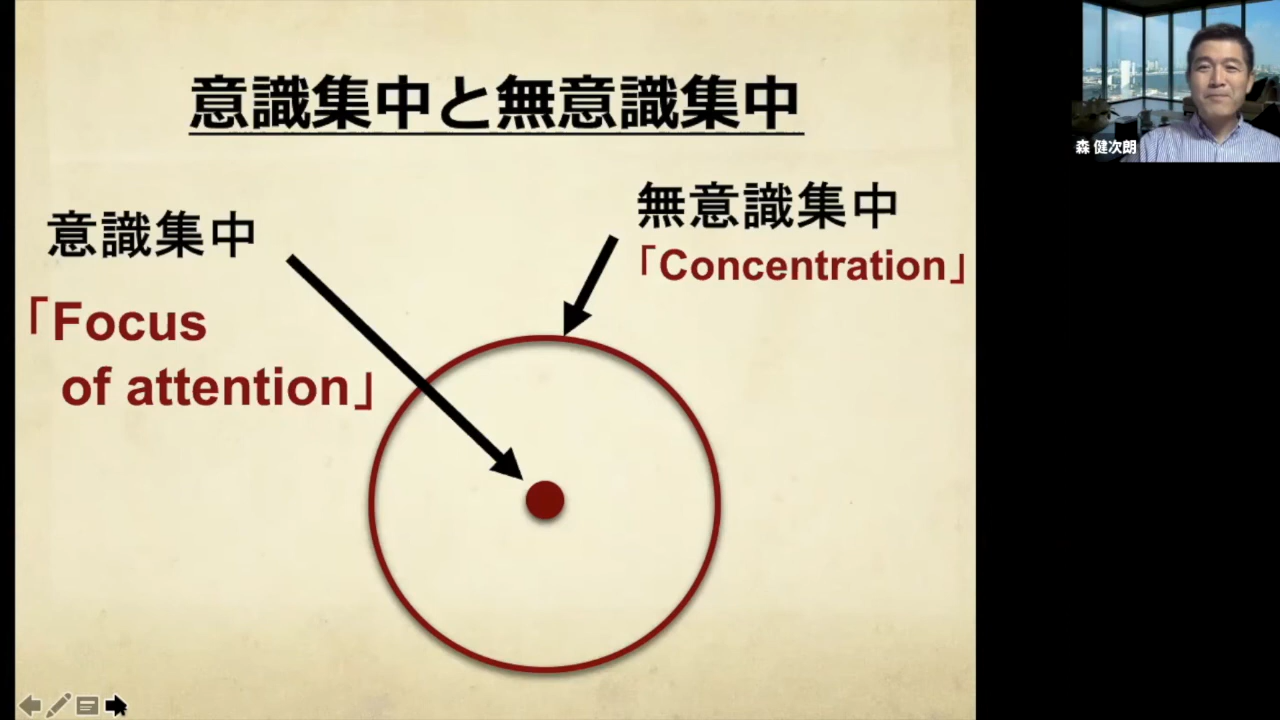 意識集中と無意識集中
意識集中
「Focus
of attention」
無意識集中
「Concentration」
森 健次朗